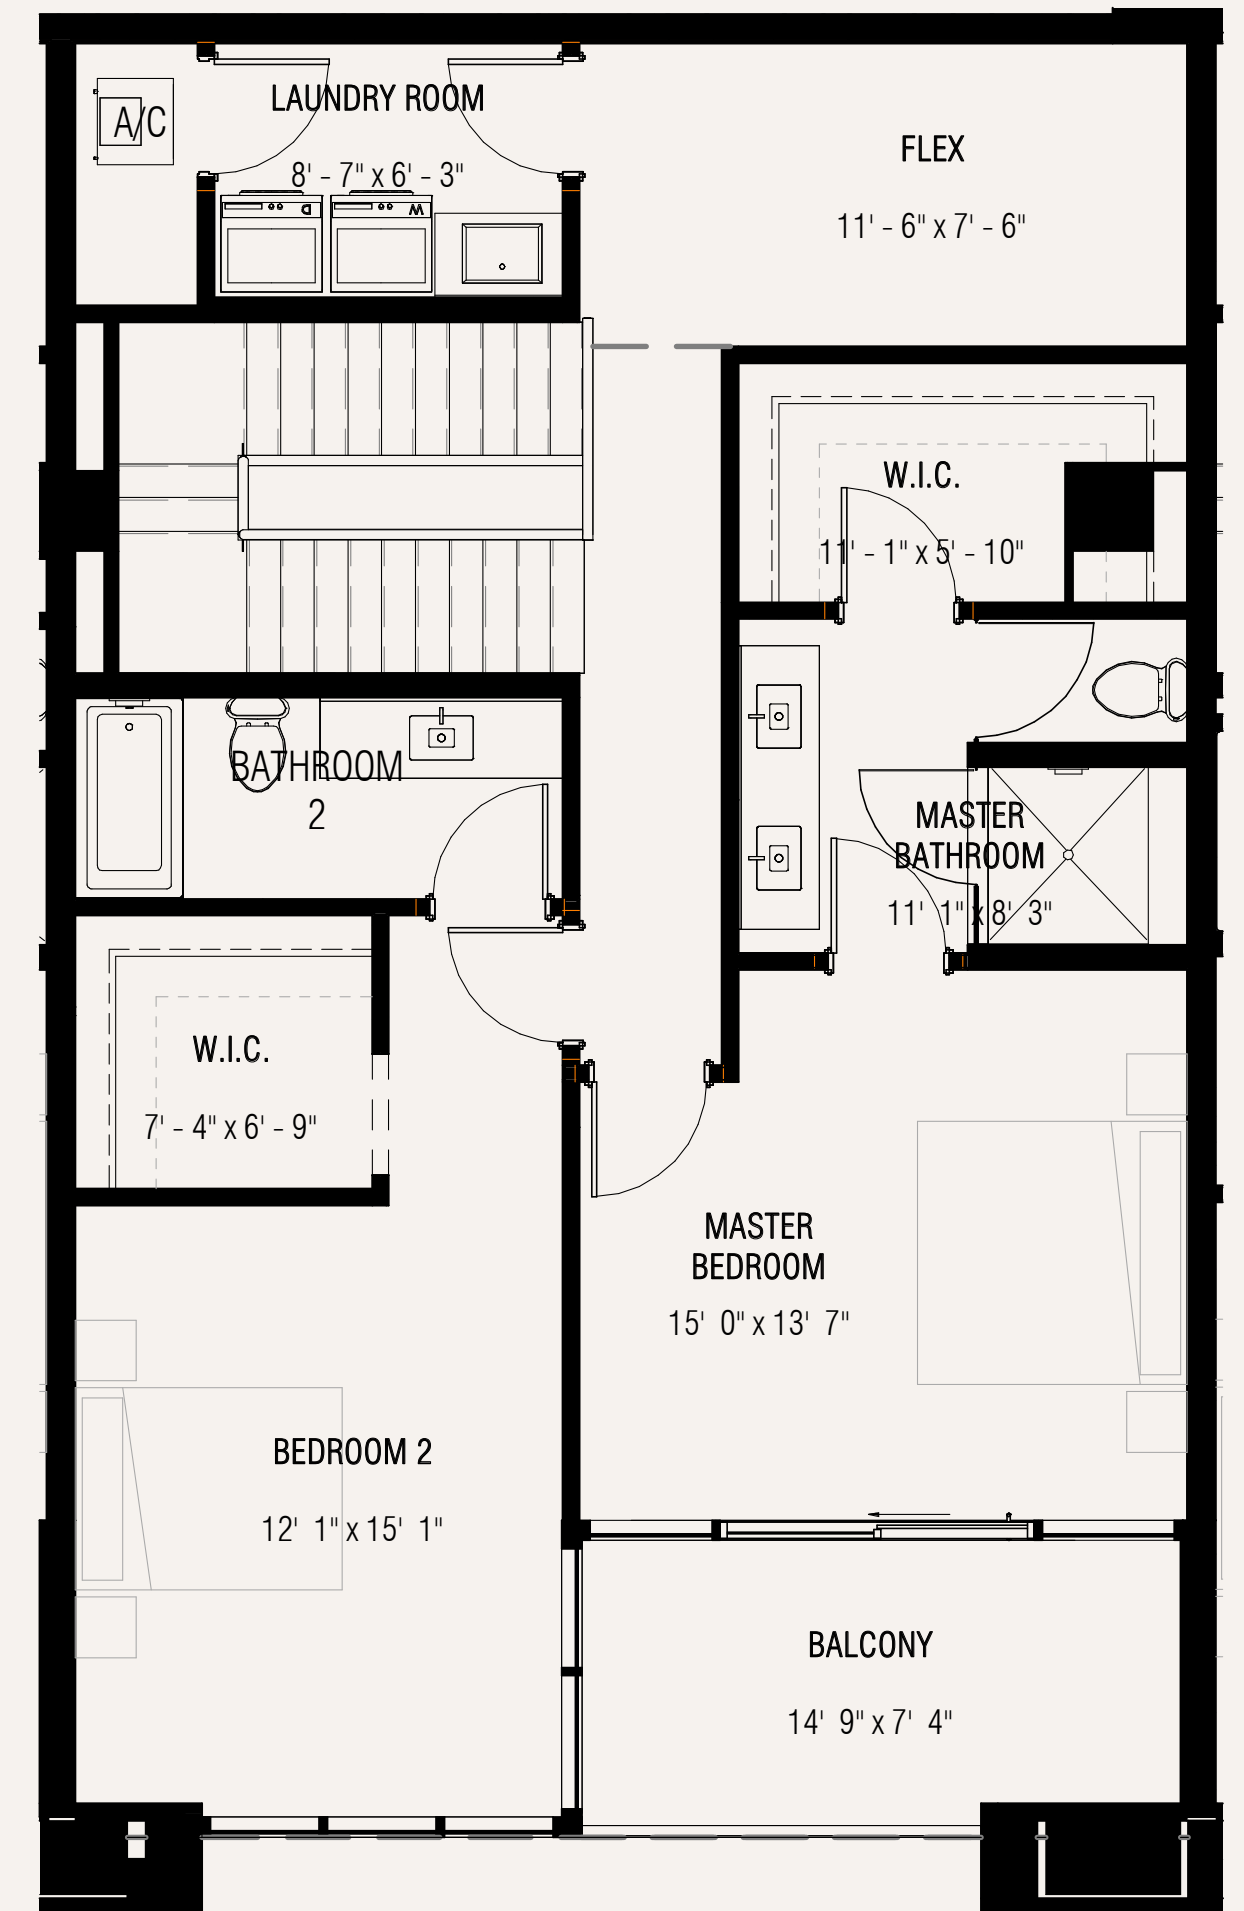 LAUNDRY ROOM
A/C
8' - 7" x 6' - 3"
D
W
FLEX
11' - 6" x 7' - 6"
W.I.C.
11' - 1" x 5' - 10"
BATHROOM
2
MASTER
BATHROOM
11' 1" x 8' 3"
W.I.C.
7' - 4" x 6' - 9"
MASTER
BEDROOM
15' 0" x 13' 7"
BEDROOM 2
12' 1" x 15' 1"
BALCONY
14' 9" x 7' 4"